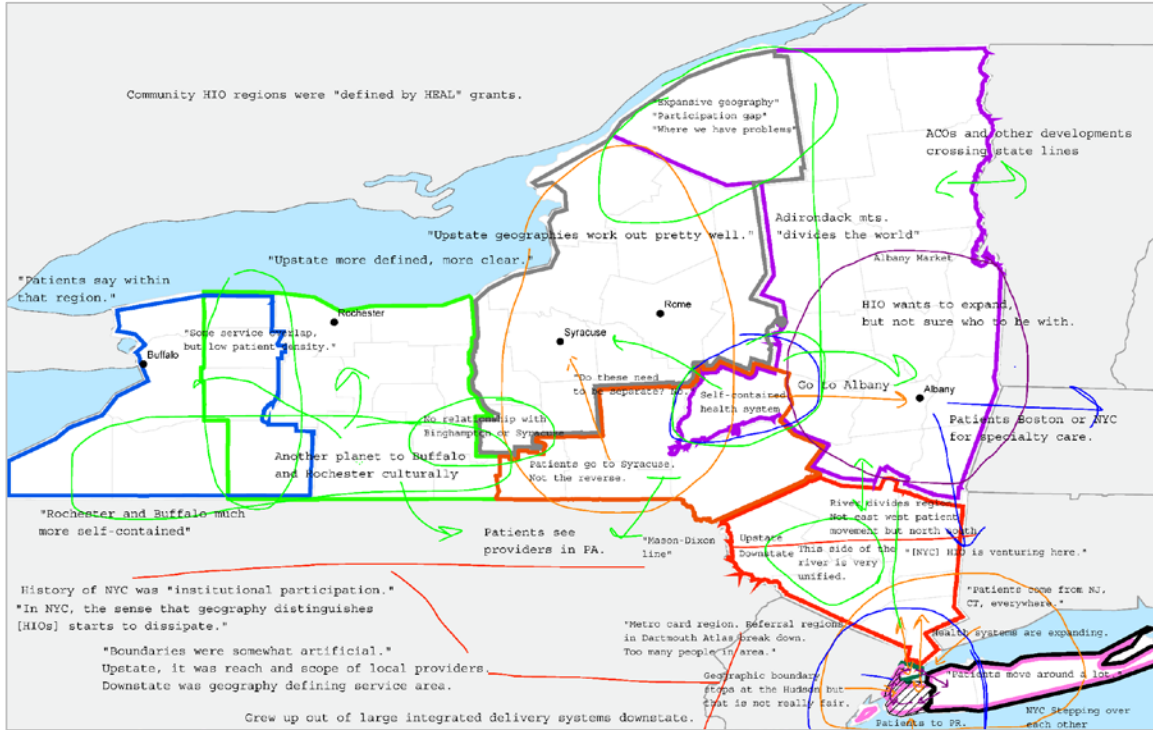 Community HIO regions were "defined by HEAL" grants.
"Expansive geography"
"Participation gap"
"Where we have problems"
ACOs and other developments
crossing state lines
Adirondack mts.
"divides the world"
"Upstate geographies work out pretty well."
Albany Market
"Upstate more defined, more clear."
"Patients say within
that region."
HIO wants to expand,
but not sure who to be with.
Rochester
Rome
Syracuse
"Some service overlap,
but low patient density."
Buffalo
"Do these need
to be separate? No."
Self-contained
health system
Go to Albany
Albany
No relationship with
Binghampton or Syracuse
Patients Boston or NYC
for specialty care.
Another planet to Buffalo
and Rochester culturally
Patients go to Syracuse.
Not the reverse.
"Rochester and Buffalo much
more self-contained"
River divides region
Not east west patient
movement but north south
Patients see
providers in PA.
"Mason-Dixon
line"
Upstate
Downstate
This side of the
river is very
unified.
"[NYC] HIO is venturing here."
History of NYC was "institutional participation."
"In NYC, the sense that geography distinguishes
[HIOs] starts to dissipate."
"Patients come from NJ,
CT, everywhere."
"Metro card region. Referral regions
in Dartmouth Atlas break down.
Too many people in area."
Health systems are expanding.
"Boundaries were somewhat artificial."
Upstate, it was reach and scope of local providers.
Downstate was geography defining service area.
Geographic boundary
stops at the Hudson but
that is not really fair.
"Patients move around a lot."
Grew up out of large integrated delivery systems downstate.
Patients to PR.
NYC Stepping over
each other